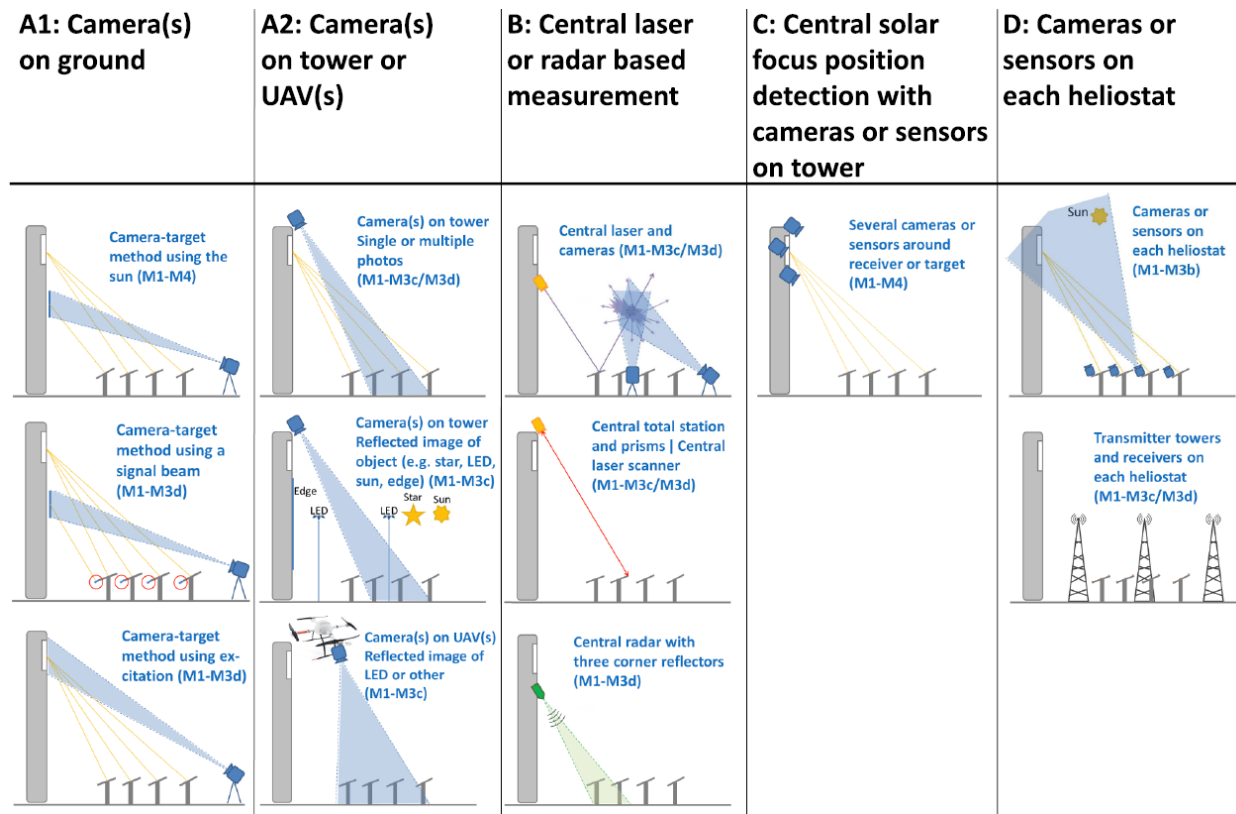 A1: Camera(s)
on ground
A2: Camera(s)
on tower or
UAV(s)
B: Central laser
or radar based
measurement
C: Central solar
focus position
detection with
cameras or sensors
on tower
D: Cameras or
sensors on
each heliostat
Camera-target
method using the
sun (M1-M4)
Camera(s) on tower
Single or multiple
photos
(M1-M3c/M3d)
Central laser and
cameras (M1-M3c/M3d)
Several cameras or
sensors around
receiver or target
(M1-M4)
Sun
Cameras or
sensors on
each heliostat
(M1-M3b)
Camera-target
method using a
signal beam
(M1-M3d)
Camera(s) on tower
Reflected image of
object (e.g. star, LED,
sun, edge) (M1-M3c)
Edge
LED
LED
Star
Sun
Central total station
and prisms | Central
laser scanner
(M1-M3c/M3d)
Transmitter towers
and receivers on
each heliostat
(M1-M3c/M3d)
Camera-target
method using ex-
citation (M1-M3d)
Camera(s) on UAV(s)
Reflected image of
LED or other
(M1-M3c)
Central radar with
three corner reflectors
(M1-M3d)